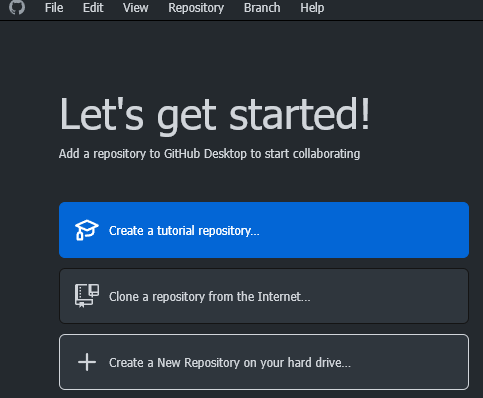 File Edit View Repository Branch Help
Let's get started!
Add a repository to GitHub Desktop to start collaborating
Create a tutorial repository...
Clone a repository from the Internet...
Create a New Repository on your hard drive...